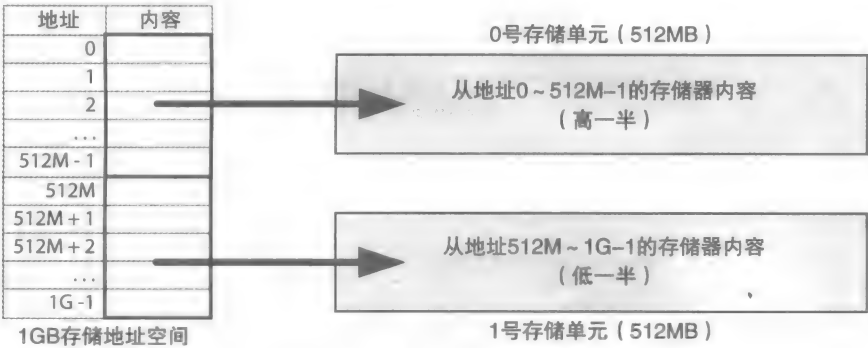 地址 内容
0
1
2
...
512M - 1
512M
512M + 1
512M + 2
...
1G -1
1GB存储地址空间
0号存储单元（512MB）
从地址0～512M–1的存储器内容
（高一半）
从地址512M～1G–1的存储器内容
（低一半）
1号存储单元（512MB）